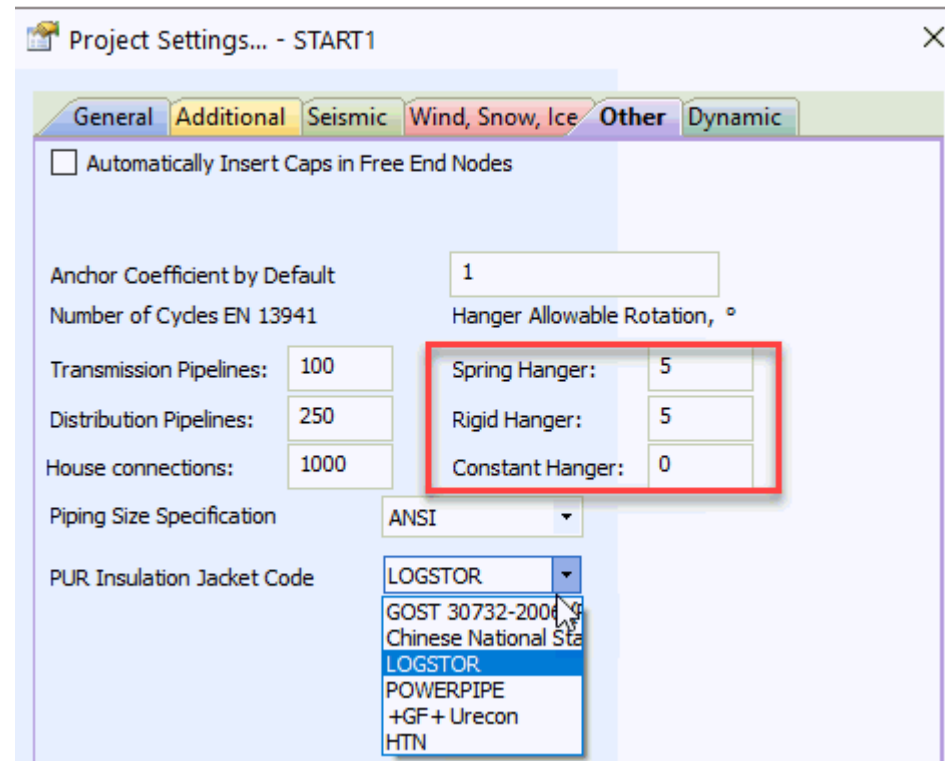 Project Settings... - START1
General Additional Seismic Wind, Snow, Ice Other Dynamic
Automatically Insert Caps in Free End Nodes
Anchor Coefficient by Default 1
Number of Cycles EN 13941 Hanger Allowable Rotation, °
Transmission Pipelines: 100 Spring Hanger: 5
Distribution Pipelines: 250 Rigid Hanger: 5
House connections: 1000 Constant Hanger: 0
Piping Size Specification ANSI
PUR Insulation Jacket Code LOGSTOR
GOST 30732-2006
Chinese National Sta
LOGSTOR
POWERPIPE
+GF+ Urecon
HTN